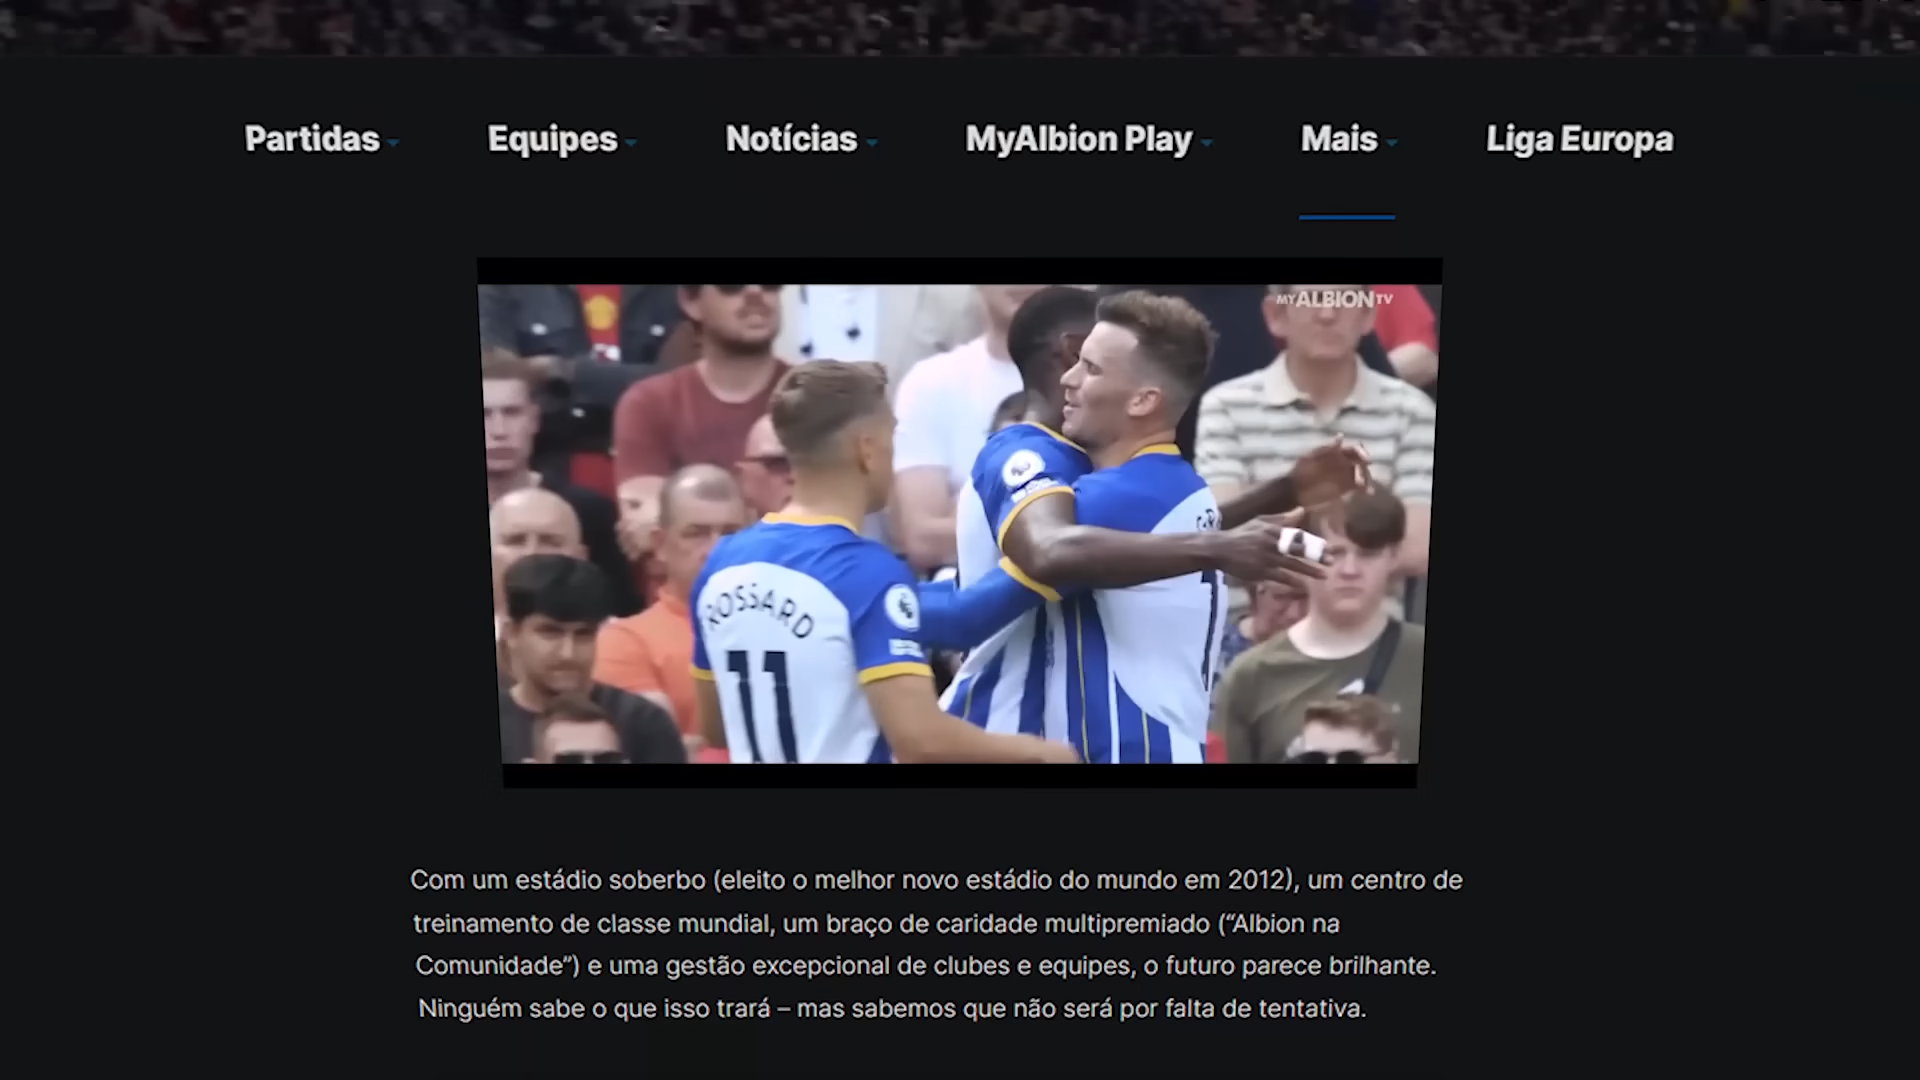 Partidas
Equipes
Notícias
MyAlbion Play
Mais
Liga Europa
MYALBIONTV
ROSSARD
11
Com um estádio soberbo (eleito o melhor novo estádio do mundo em 2012), um centro de
treinamento de classe mundial, um braço de caridade multipremiado (“Albion na
Comunidade”) e uma gestão excepcional de clubes e equipes, o futuro parece brilhante.
Ninguém sabe o que isso trará – mas sabemos que não será por falta de tentativa.